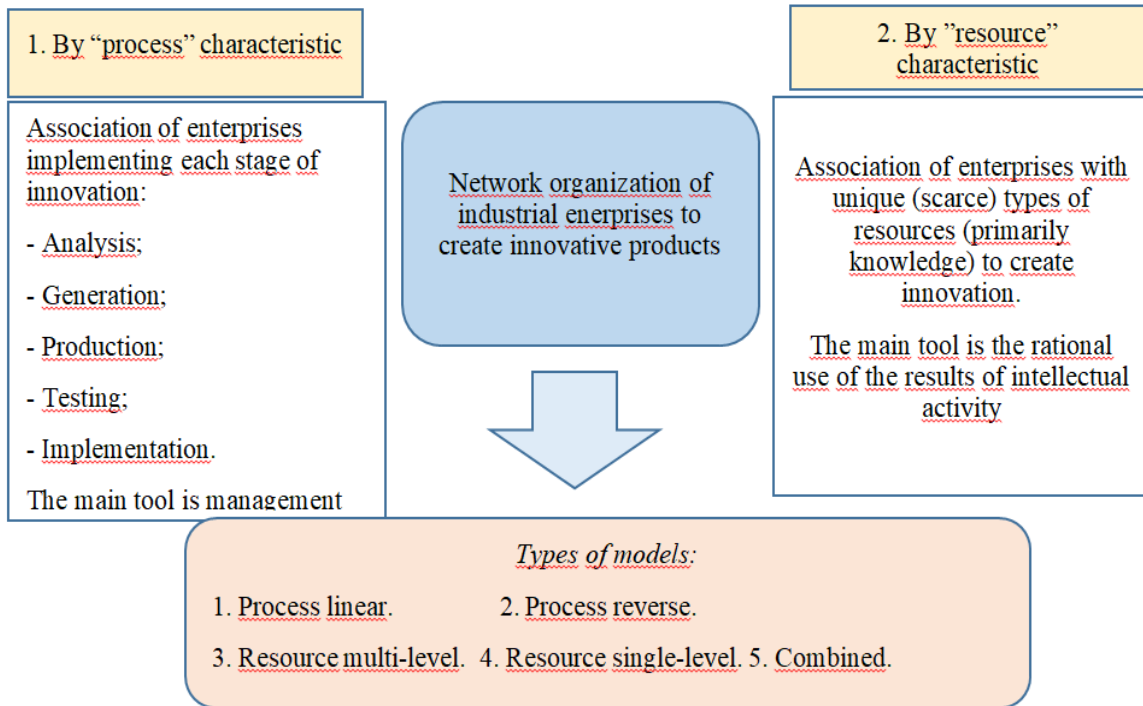 1. By “process” characteristic
Association of enterprises
implementing each stage of
innovation:
- Analysis;
- Generation;
- Production;
- Testing;
- Implementation.
The main tool is management
Network organization of
industrial enerprises to
create innovative products
2. By ”resource”
characteristic
Association of enterprises with
unique (scarce) types of
resources (primarily
knowledge) to create
innovation.
The main tool is the rational
use of the results of intellectual
activity
Types of models:
1. Process linear. 2. Process reverse.
3. Resource multi-level. 4. Resource single-level. 5. Combined.